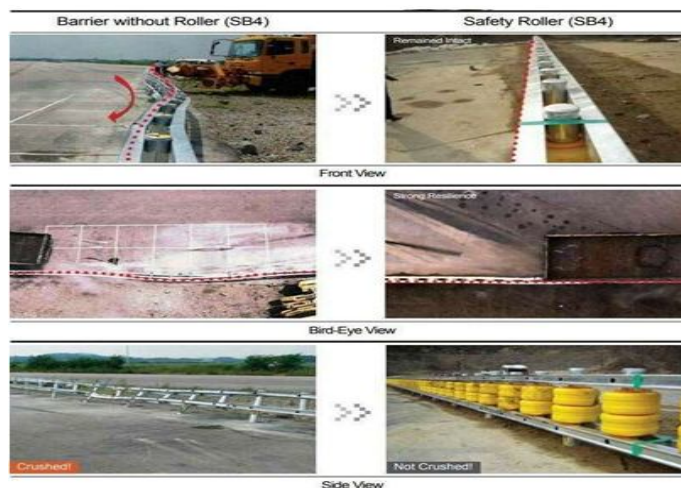 Barrier without Roller (SB4)
Safety Roller (SB4)
Remained Intact
Front View
Strong Resilience
Bird-Eye View
Crushed!
Not Crushed!
Side View